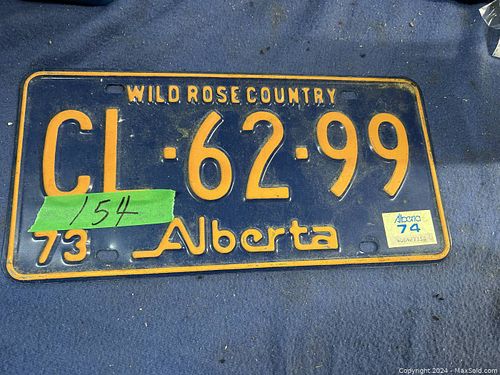 WILD ROSE COUNTRY
CL·62·99
154
73 Alberta
Alberta
74
Copyright 2024 - MaxSold.com